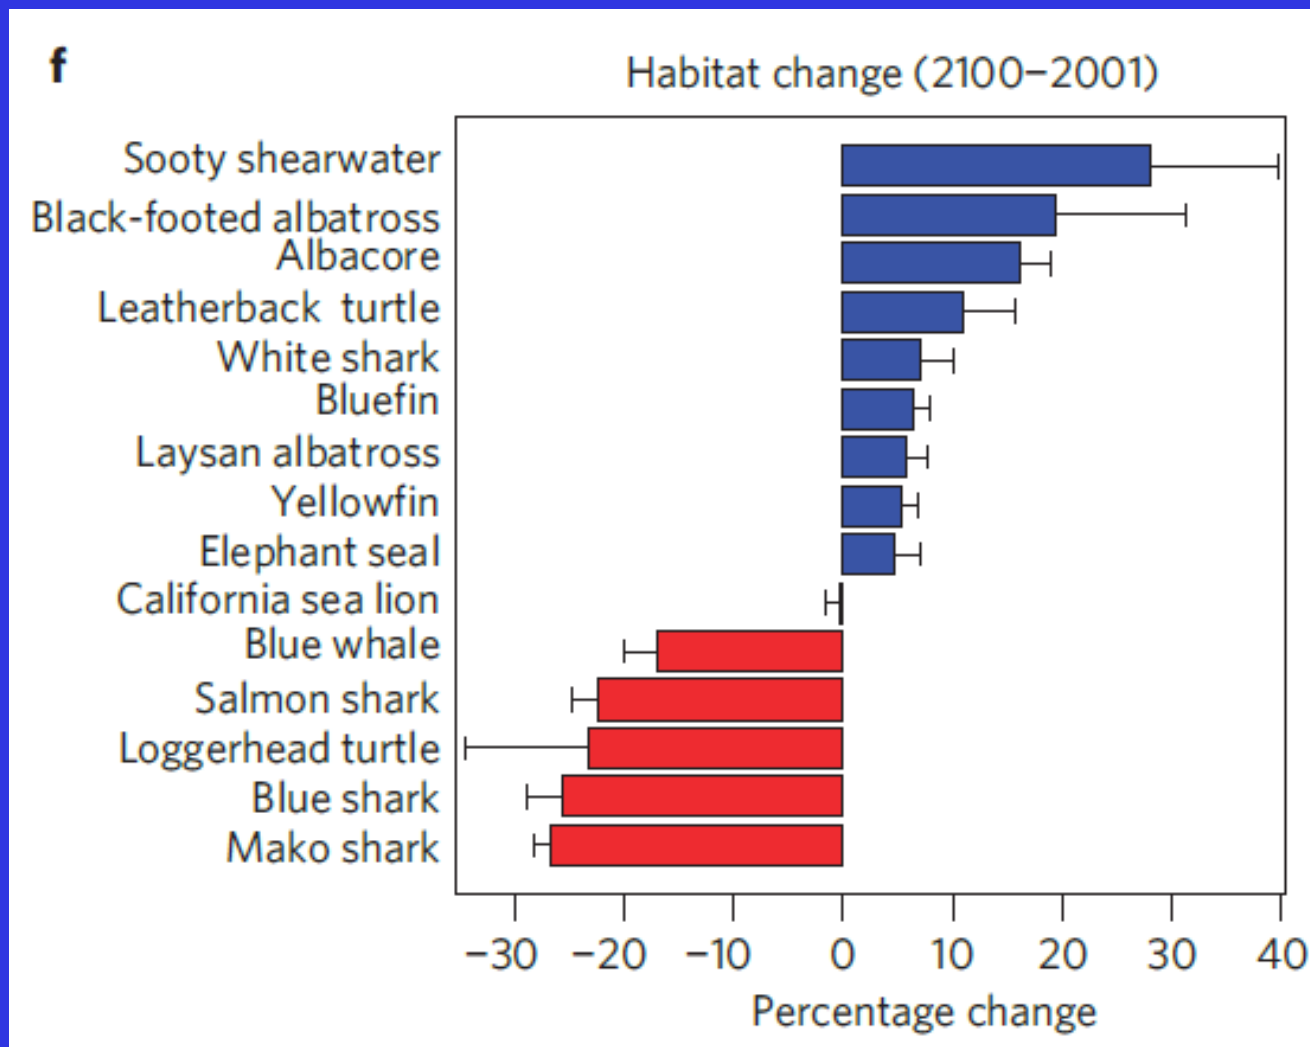 f
Habitat change (2100–2001)
Sooty shearwater
Black-footed albatross
Albacore
Leatherback turtle
White shark
Bluefin
Laysan albatross
Yellowfin
Elephant seal
California sea lion
Blue whale
Salmon shark
Loggerhead turtle
Blue shark
Mako shark
−30 −20 −10 0 10 20 30 40
Percentage change